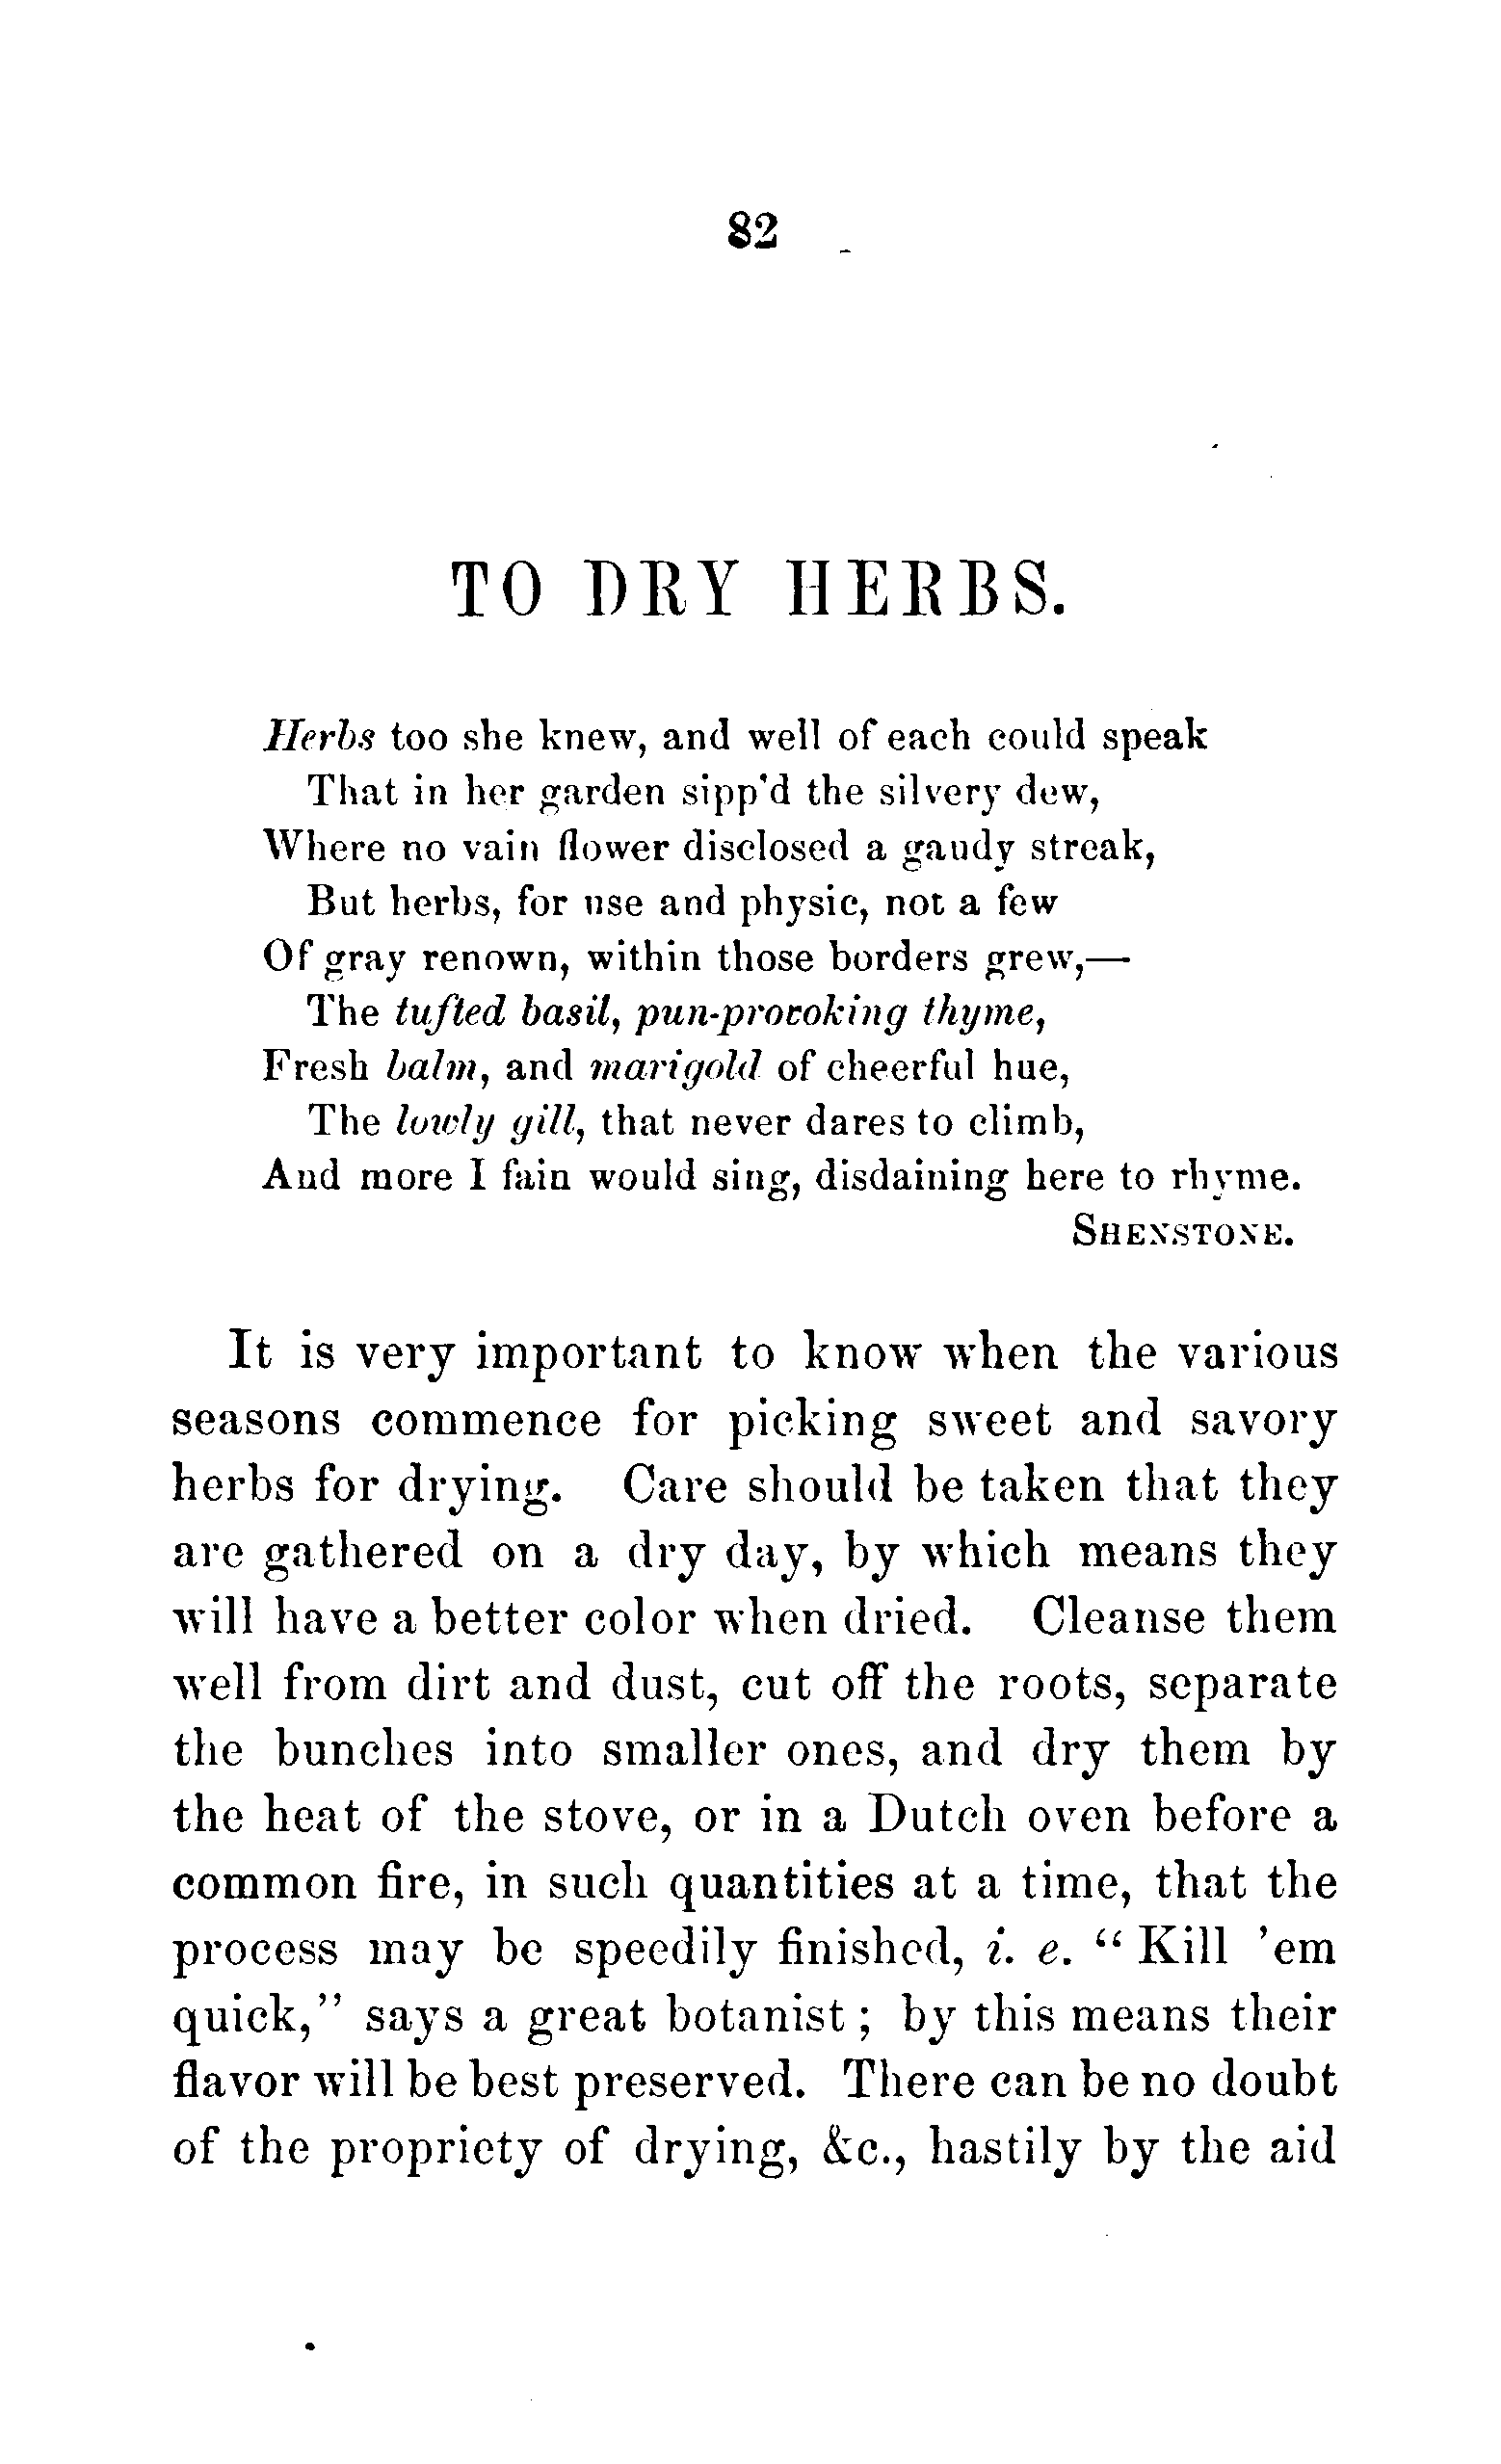 82
TO DRY HERBS.
Herbs too she knew, and well of each could speak
That in her garden sipp'd the silvery dew,
Where no vain flower disclosed a gaudy streak,
But herbs, for use and physic, not a few
Of gray renown, within those borders grew,—
The tufted basil, pun-provoking thyme,
Fresh balm, and marigold of cheerful hue,
The lowly gill, that never dares to climb,
And more I fain would sing, disdaining here to rhyme.
SHENSTONE.
It is very important to know when the various
seasons commence for picking sweet and savory
herbs for drying. Care should be taken that they
are gathered on a dry day, by which means they
will have a better color when dried. Cleanse them
well from dirt and dust, cut off the roots, separate
the bunches into smaller ones, and dry them by
the heat of the stove, or in a Dutch oven before a
common fire, in such quantities at a time, that the
process may be speedily finished, i. e. “ Kill ’em
quick,” says a great botanist ; by this means their
flavor will be best preserved. There can be no doubt
of the propriety of drying, &c., hastily by the aid